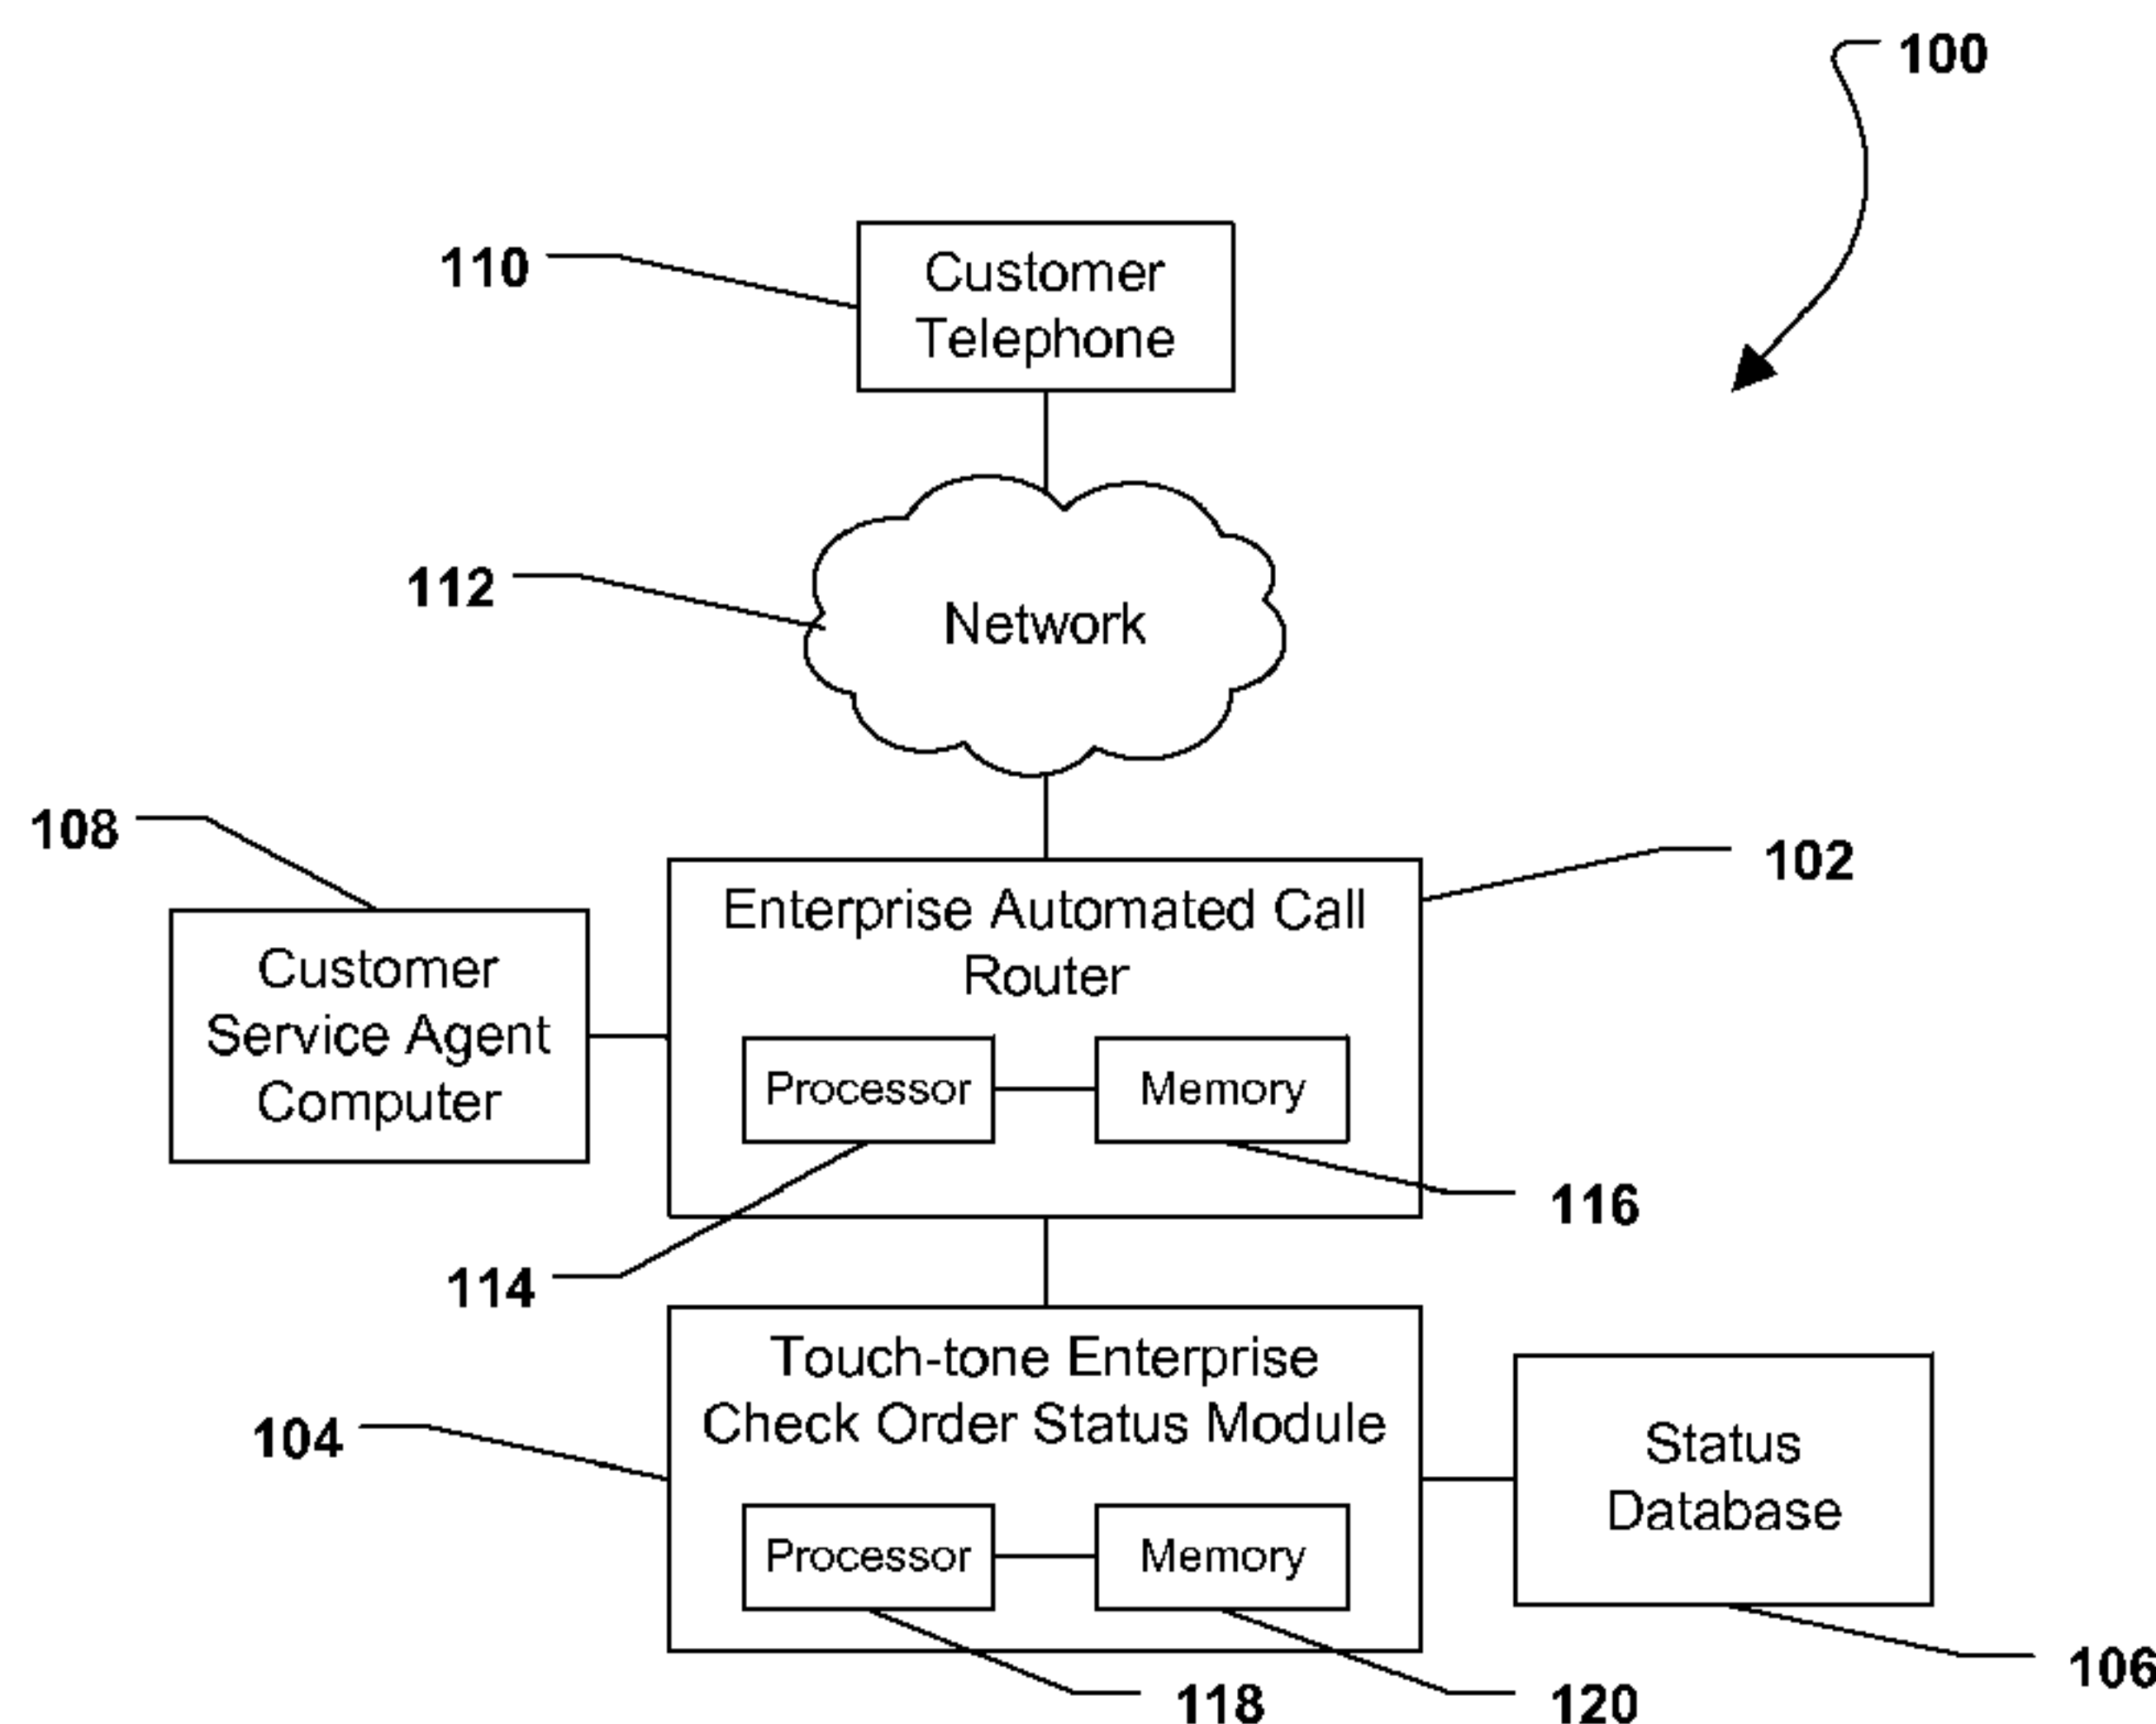 100
110
Customer
Telephone
112
Network
108
102
Enterprise Automated Call
Router
Customer
Service Agent
Computer
Processor
Memory
116
114
Touch-tone Enterprise
Check Order Status Module
104
Status
Database
Processor
Memory
106
118
120